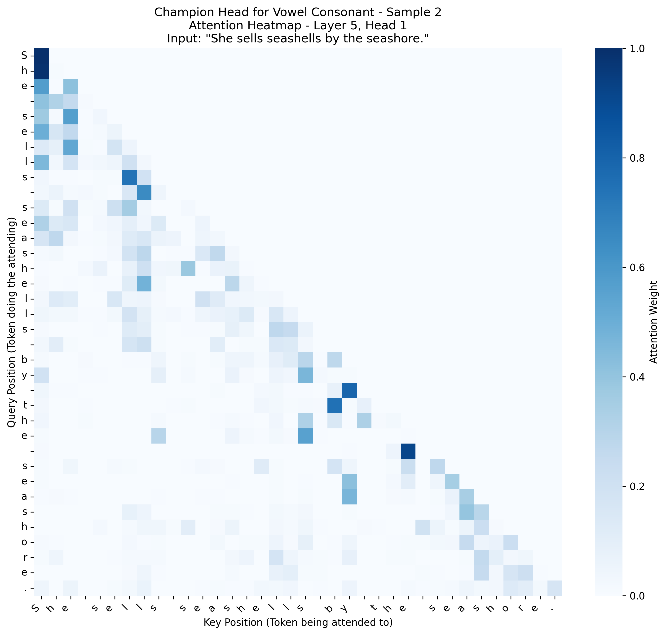 Champion Head for Vowel Consonant - Sample 2
Attention Heatmap - Layer 5, Head 1
Input: "She sells seashells by the seashore."
Query Position (Token doing the attending)
S
h
e
s
e
l
l
s
s
e
a
s
h
e
l
l
s
b
y
t
h
e
s
e
a
s
h
o
r
e
.
S h e s e l l s s e a s h e l l s b y t h e s e a s h o r e .
Key Position (Token being attended to)
1.0
0.8
0.6
0.4
0.2
0.0
Attention Weight